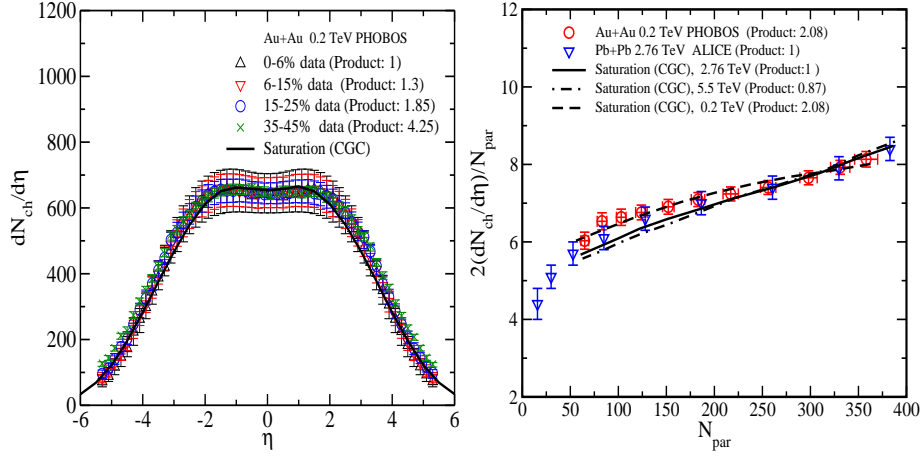 Au+Au 0.2 TeV PHOBOS
0-6% data (Product: 1)
6-15% data (Product: 1.3)
15-25% data (Product: 1.85)
35-45% data (Product: 4.25)
Saturation (CGC)
dN_ch/dη
1200
1000
800
600
400
200
0
-6 -4 -2 0 2 4 6
η
Au+Au 0.2 TeV PHOBOS (Product: 2.08)
Pb+Pb 2.76 TeV ALICE (Product: 1)
Saturation (CGC), 2.76 TeV (Product:1 )
Saturation (CGC), 5.5 TeV (Product: 0.87)
Saturation (CGC), 0.2 TeV (Product: 2.08)
2(dN_ch/dη)/N_par
12
10
8
6
4
2
0 50 100 150 200 250 300 350 400
N_par